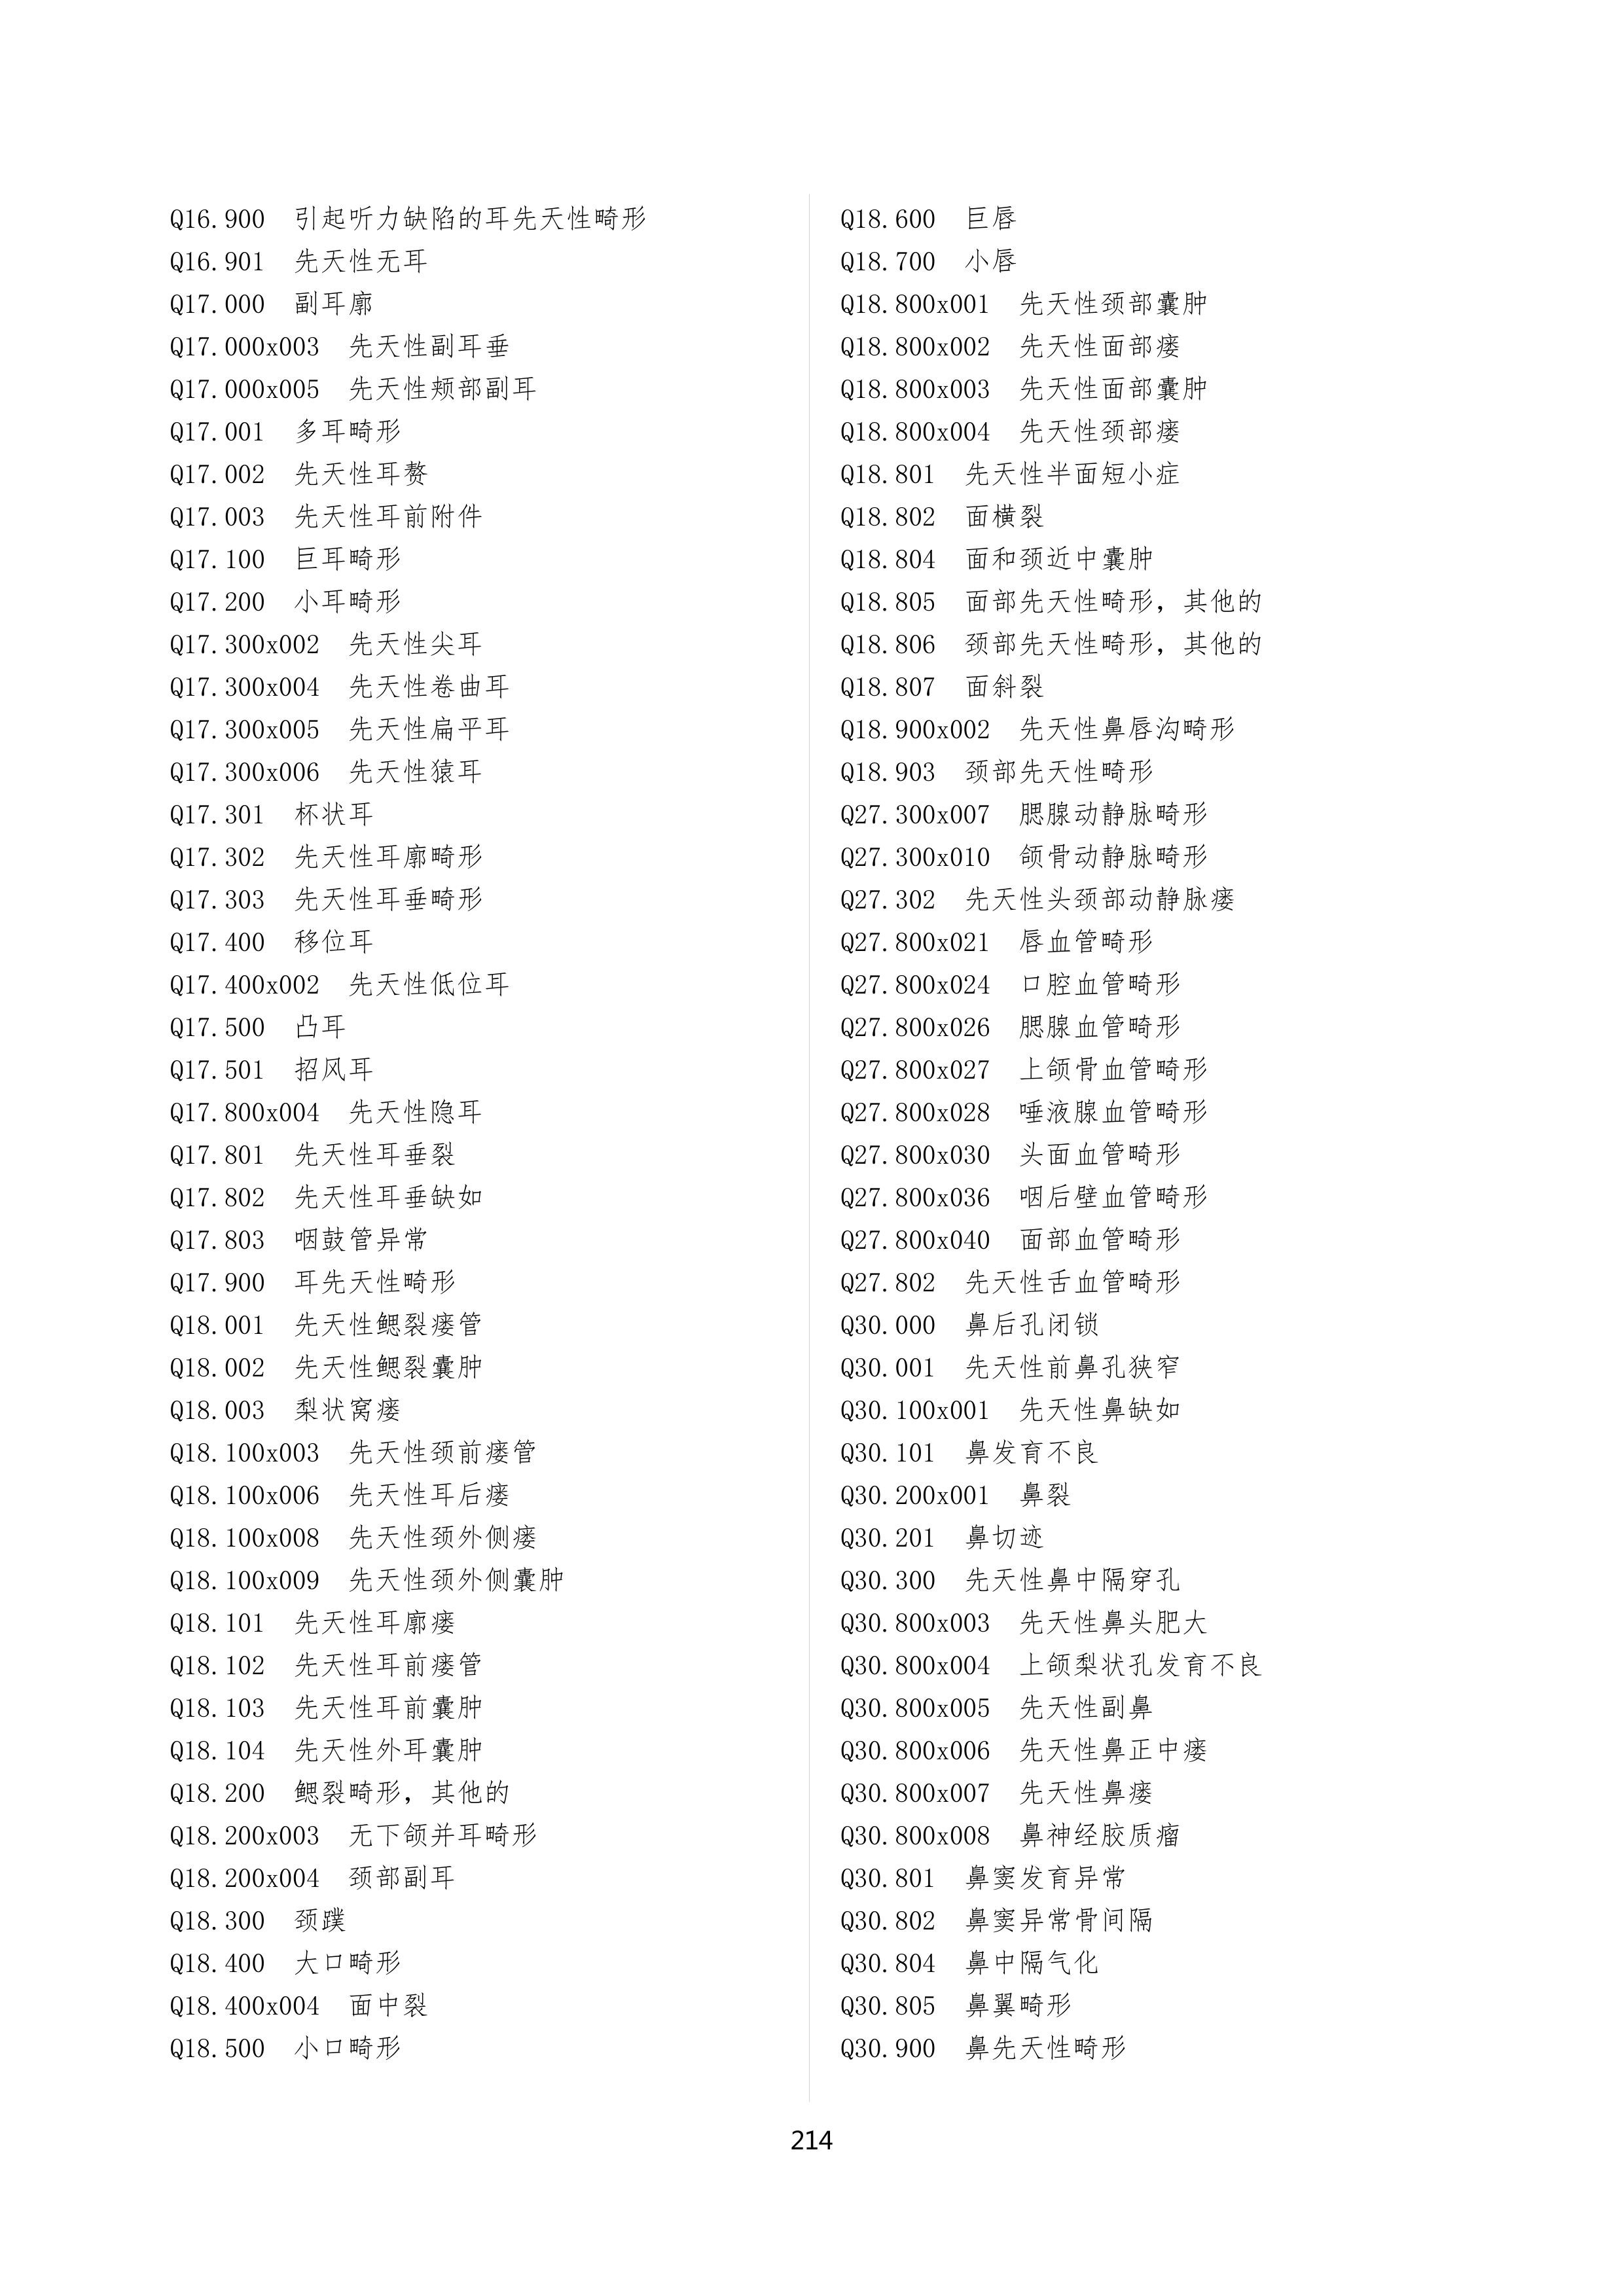 Q16.900 引起听力缺陷的耳先天性畸形
Q16.901 先天性无耳
Q17.000 副耳廓
Q17.000x003 先天性副耳垂
Q17.000x005 先天性颊部副耳
Q17.001 多耳畸形
Q17.002 先天性耳赘
Q17.003 先天性耳前附件
Q17.100 巨耳畸形
Q17.200 小耳畸形
Q17.300x002 先天性尖耳
Q17.300x004 先天性卷曲耳
Q17.300x005 先天性扁平耳
Q17.300x006 先天性猿耳
Q17.301 杯状耳
Q17.302 先天性耳廓畸形
Q17.303 先天性耳垂畸形
Q17.400 移位耳
Q17.400x002 先天性低位耳
Q17.500 凸耳
Q17.501 招风耳
Q17.800x004 先天性隐耳
Q17.801 先天性耳垂裂
Q17.802 先天性耳垂缺如
Q17.803 咽鼓管异常
Q17.900 耳先天性畸形
Q18.001 先天性鳃裂瘘管
Q18.002 先天性鳃裂囊肿
Q18.003 梨状窝瘘
Q18.100x003 先天性颈前瘘管
Q18.100x006 先天性耳后瘘
Q18.100x008 先天性颈外侧瘘
Q18.100x009 先天性颈外侧囊肿
Q18.101 先天性耳廓瘘
Q18.102 先天性耳前瘘管
Q18.103 先天性耳前囊肿
Q18.104 先天性外耳囊肿
Q18.200 鳃裂畸形，其他的
Q18.200x003 无下颌并耳畸形
Q18.200x004 颈部副耳
Q18.300 颈蹼
Q18.400 大口畸形
Q18.400x004 面中裂
Q18.500 小口畸形
Q18.600 巨唇
Q18.700 小唇
Q18.800x001 先天性颈部囊肿
Q18.800x002 先天性面部瘘
Q18.800x003 先天性面部囊肿
Q18.800x004 先天性颈部瘘
Q18.801 先天性半面短小症
Q18.802 面横裂
Q18.804 面和颈近中囊肿
Q18.805 面部先天性畸形，其他的
Q18.806 颈部先天性畸形，其他的
Q18.807 面斜裂
Q18.900x002 先天性鼻唇沟畸形
Q18.903 颈部先天性畸形
Q27.300x007 腮腺动静脉畸形
Q27.300x010 颌骨动静脉畸形
Q27.302 先天性头颈部动静脉瘘
Q27.800x021 唇血管畸形
Q27.800x024 口腔血管畸形
Q27.800x026 腮腺血管畸形
Q27.800x027 上颌骨血管畸形
Q27.800x028 唾液腺血管畸形
Q27.800x030 头面血管畸形
Q27.800x036 咽后壁血管畸形
Q27.800x040 面部血管畸形
Q27.802 先天性舌血管畸形
Q30.000 鼻后孔闭锁
Q30.001 先天性前鼻孔狭窄
Q30.100x001 先天性鼻缺如
Q30.101 鼻发育不良
Q30.200x001 鼻裂
Q30.201 鼻切迹
Q30.300 先天性鼻中隔穿孔
Q30.800x003 先天性鼻头肥大
Q30.800x004 上颌梨状孔发育不良
Q30.800x005 先天性副鼻
Q30.800x006 先天性鼻正中瘘
Q30.800x007 先天性鼻瘘
Q30.800x008 鼻神经胶质瘤
Q30.801 鼻窦发育异常
Q30.802 鼻窦异常骨间隔
Q30.804 鼻中隔气化
Q30.805 鼻翼畸形
Q30.900 鼻先天性畸形
214